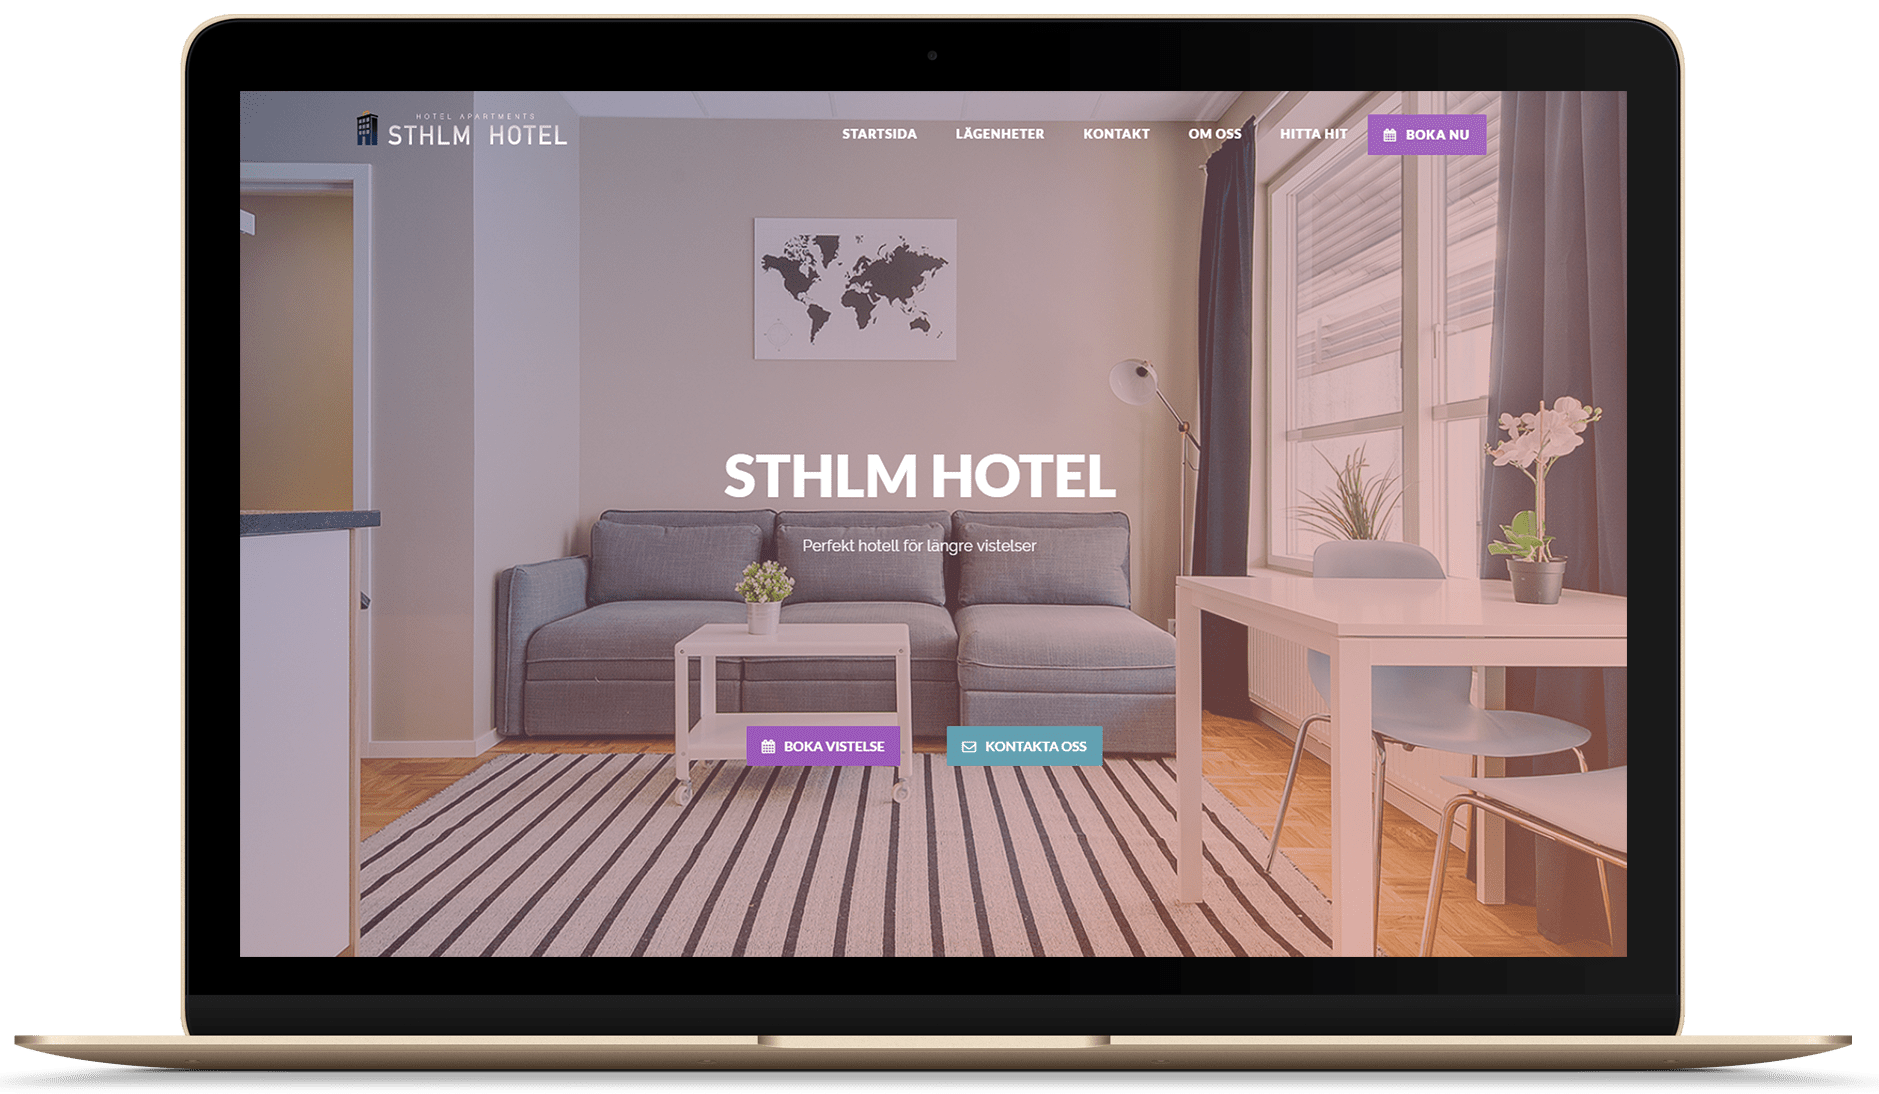 HOTEL APARTMENTS
STHLM HOTEL
STARTSIDA LÄGENHETER KONTAKT OM OSS HITTA HIT BOKA NU
STHLM HOTEL
Perfekt hotell för längre vistelser
BOKA VISTELSE KONTAKTA OSS